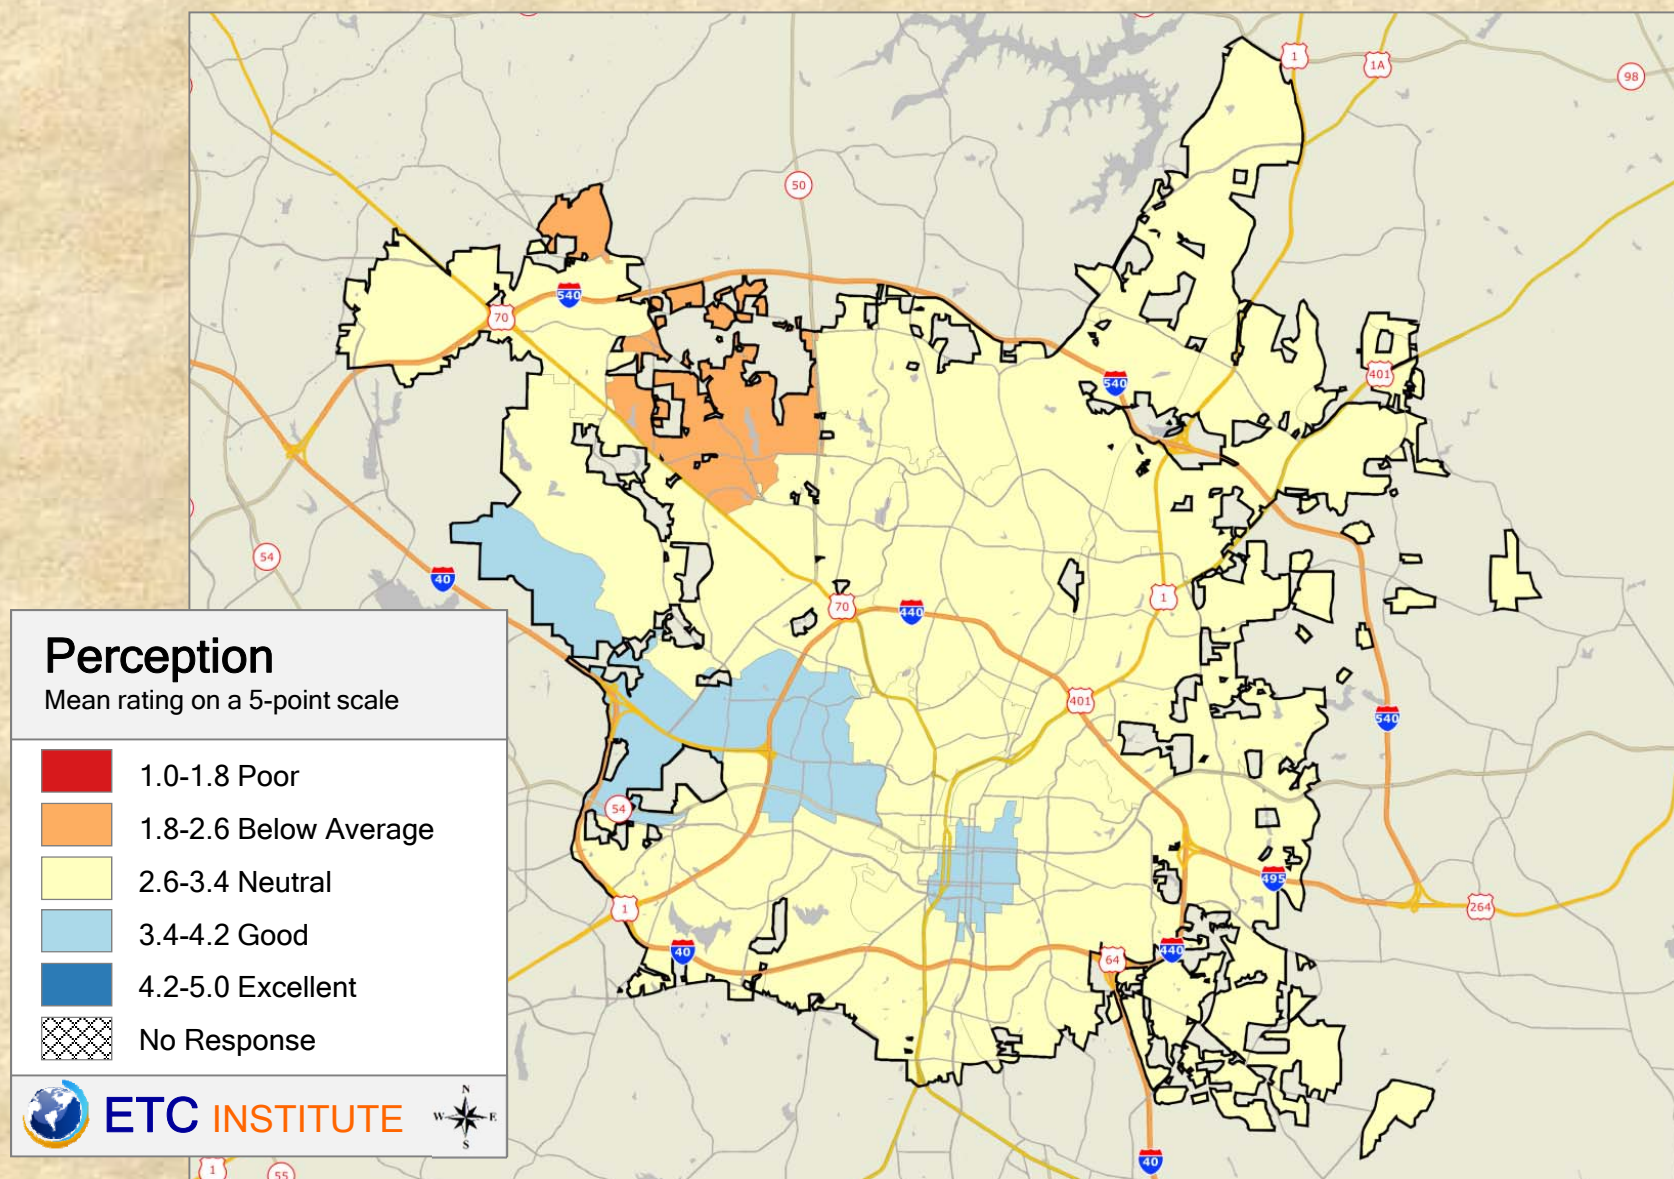 1
1A
98
50
540
70
401
540
54
40
70
440
1
401
540
Perception
Mean rating on a 5-point scale
1.0-1.8 Poor
1.8-2.6 Below Average
2.6-3.4 Neutral
3.4-4.2 Good
4.2-5.0 Excellent
No Response
54
495
264
1
40
440
64
ETC INSTITUTE
N
W E
S
40
1
55